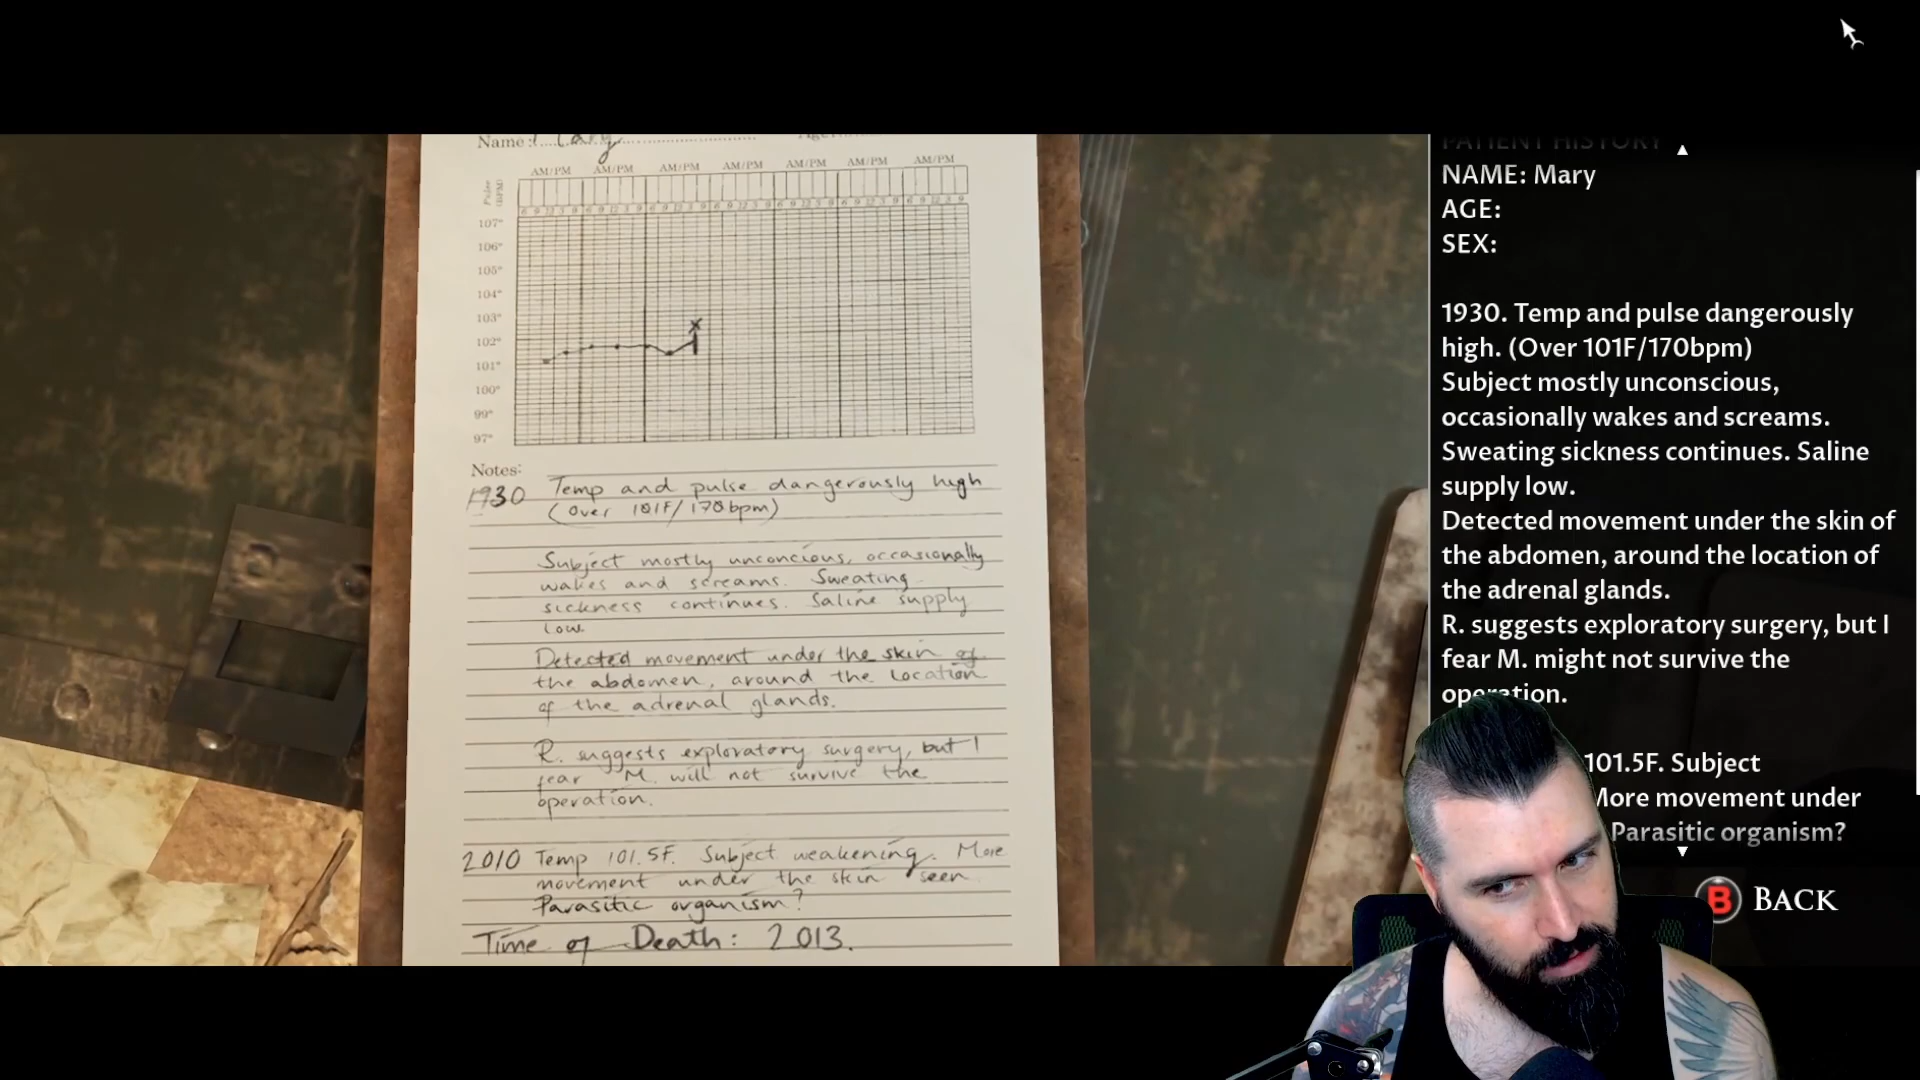 Name :
AM/PM AM/PM AM/PM AM/PM AM/PM AM/PM AM/PM
Pulse (BPM)
107°
106°
105°
104°
103°
102°
101°
100°
99°
97°
Notes:
1930 Temp and pulse dangerously high
(Over 101F/170bpm)
Subject mostly unconcious, occasionally
wakes and screams. Sweating
sickness continues. Saline supply
low
Detected movement under the skin of
the abdomen, around the location
of the adrenal glands.
R. suggests exploratory surgery, but I
fear M. will not survive the
operation.
2010 Temp 101.5F. Subject weakening. More
movement under the skin seen
Parasitic organism?
Time of Death: 2013.
PATIENT HISTORY
NAME: Mary
AGE:
SEX:
1930. Temp and pulse dangerously
high. (Over 101F/170bpm)
Subject mostly unconscious,
occasionally wakes and screams.
Sweating sickness continues. Saline
supply low.
Detected movement under the skin of
the abdomen, around the location of
the adrenal glands.
R. suggests exploratory surgery, but I
fear M. might not survive the
operation.
101.5F. Subject
More movement under
Parasitic organism?
B BACK